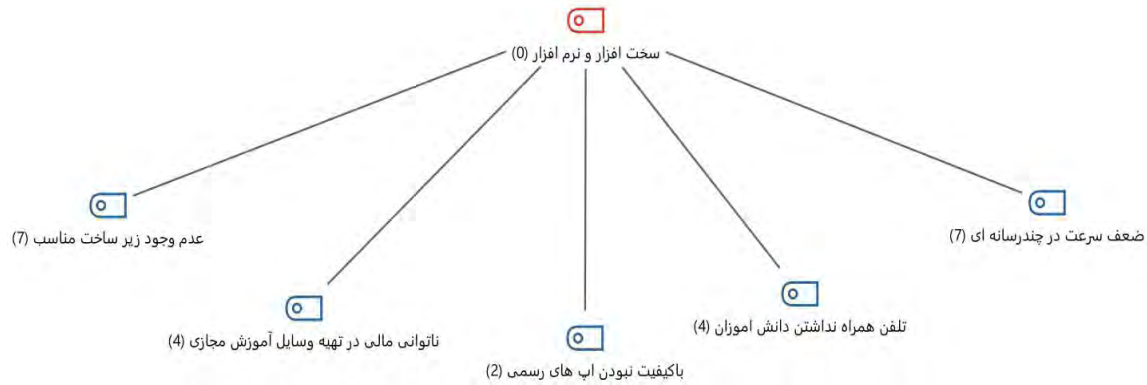 سخت افزار و نرم افزار (0)
ضعف سرعت در چندرسانه ای (7)
عدم وجود زیر ساخت مناسب (7)
تلفن همراه نداشتن دانش اموزان (4)
ناتوانی مالی در تهیه وسایل آموزش مجازی (4)
باکیفیت نبودن اپ های رسمی (2)